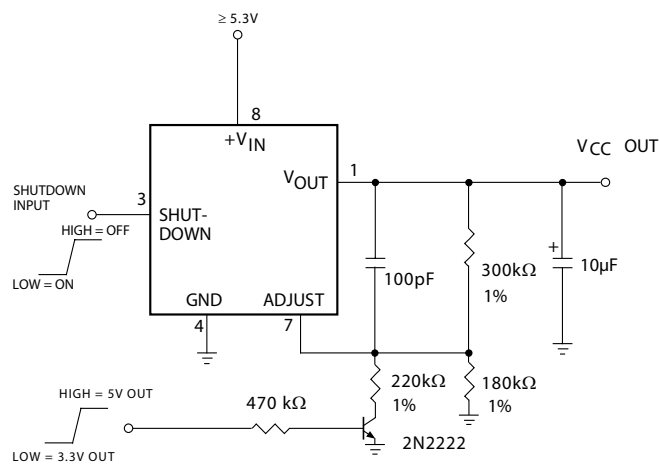 ≥ 5.3V
8
+VIN
VOUT
1
VCC OUT
SHUTDOWN
INPUT
3
SHUT-
DOWN
HIGH = OFF
LOW = ON
100pF
300kΩ
1%
+
10µF
GND
4
ADJUST
7
220kΩ
1%
180kΩ
1%
HIGH = 5V OUT
LOW = 3.3V OUT
470 kΩ
2N2222